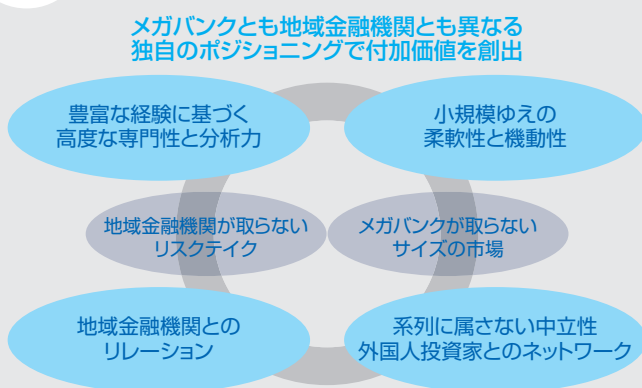 メガバンクとも地域金融機関とも異なる
独自のポジショニングで付加価値を創出
豊富な経験に基づく
高度な専門性と分析力
小規模ゆえの
柔軟性と機動性
地域金融機関が取らない
リスクテイク
メガバンクが取らない
サイズの市場
地域金融機関との
リレーション
系列に属さない中立性
外国人投資家とのネットワーク